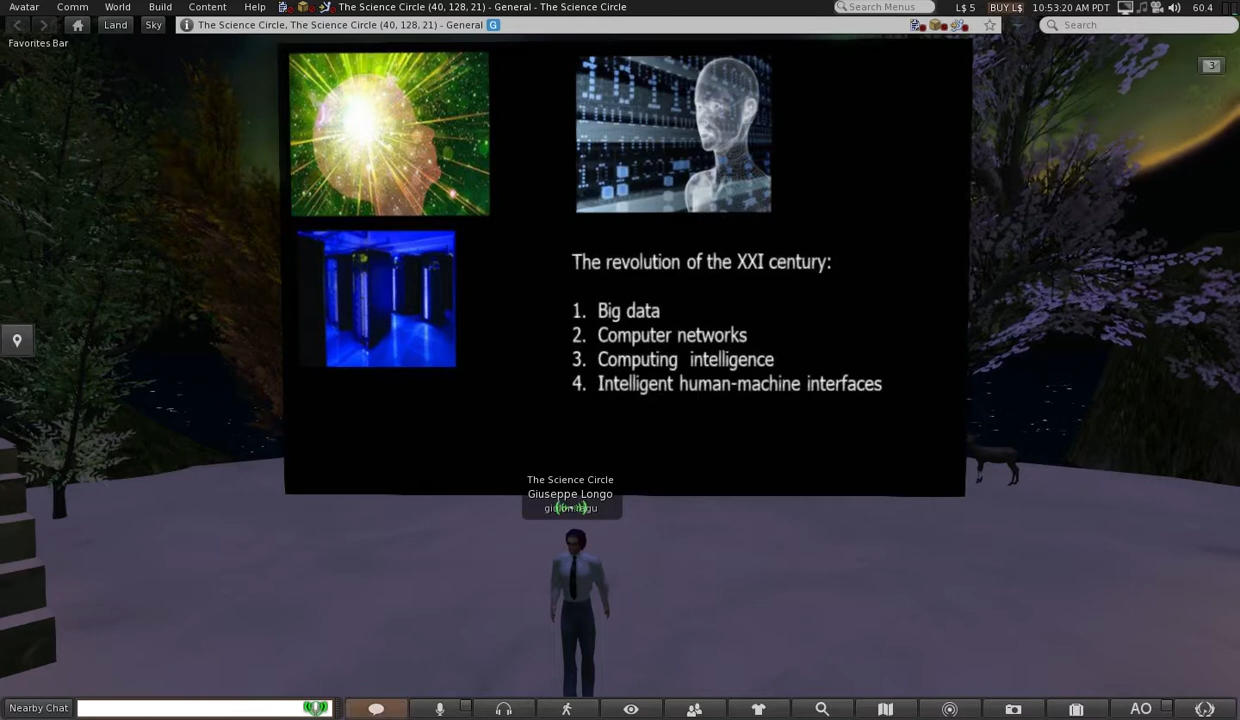 Avatar Comm World Build Content Help The Science Circle (40, 128, 21) - General - The Science Circle Search Menus L$ 5 BUY L$ 10:53:20 AM PDT 60.4
Land Sky The Science Circle, The Science Circle (40, 128, 21) - General G Search
Favorites Bar
3
The revolution of the XXI century:
1. Big data
2. Computer networks
3. Computing intelligence
4. Intelligent human-machine interfaces
The Science Circle
Giuseppe Longo
Nearby Chat AO